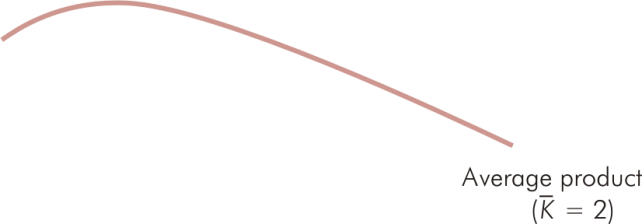 Average product
(K̅ = 2)